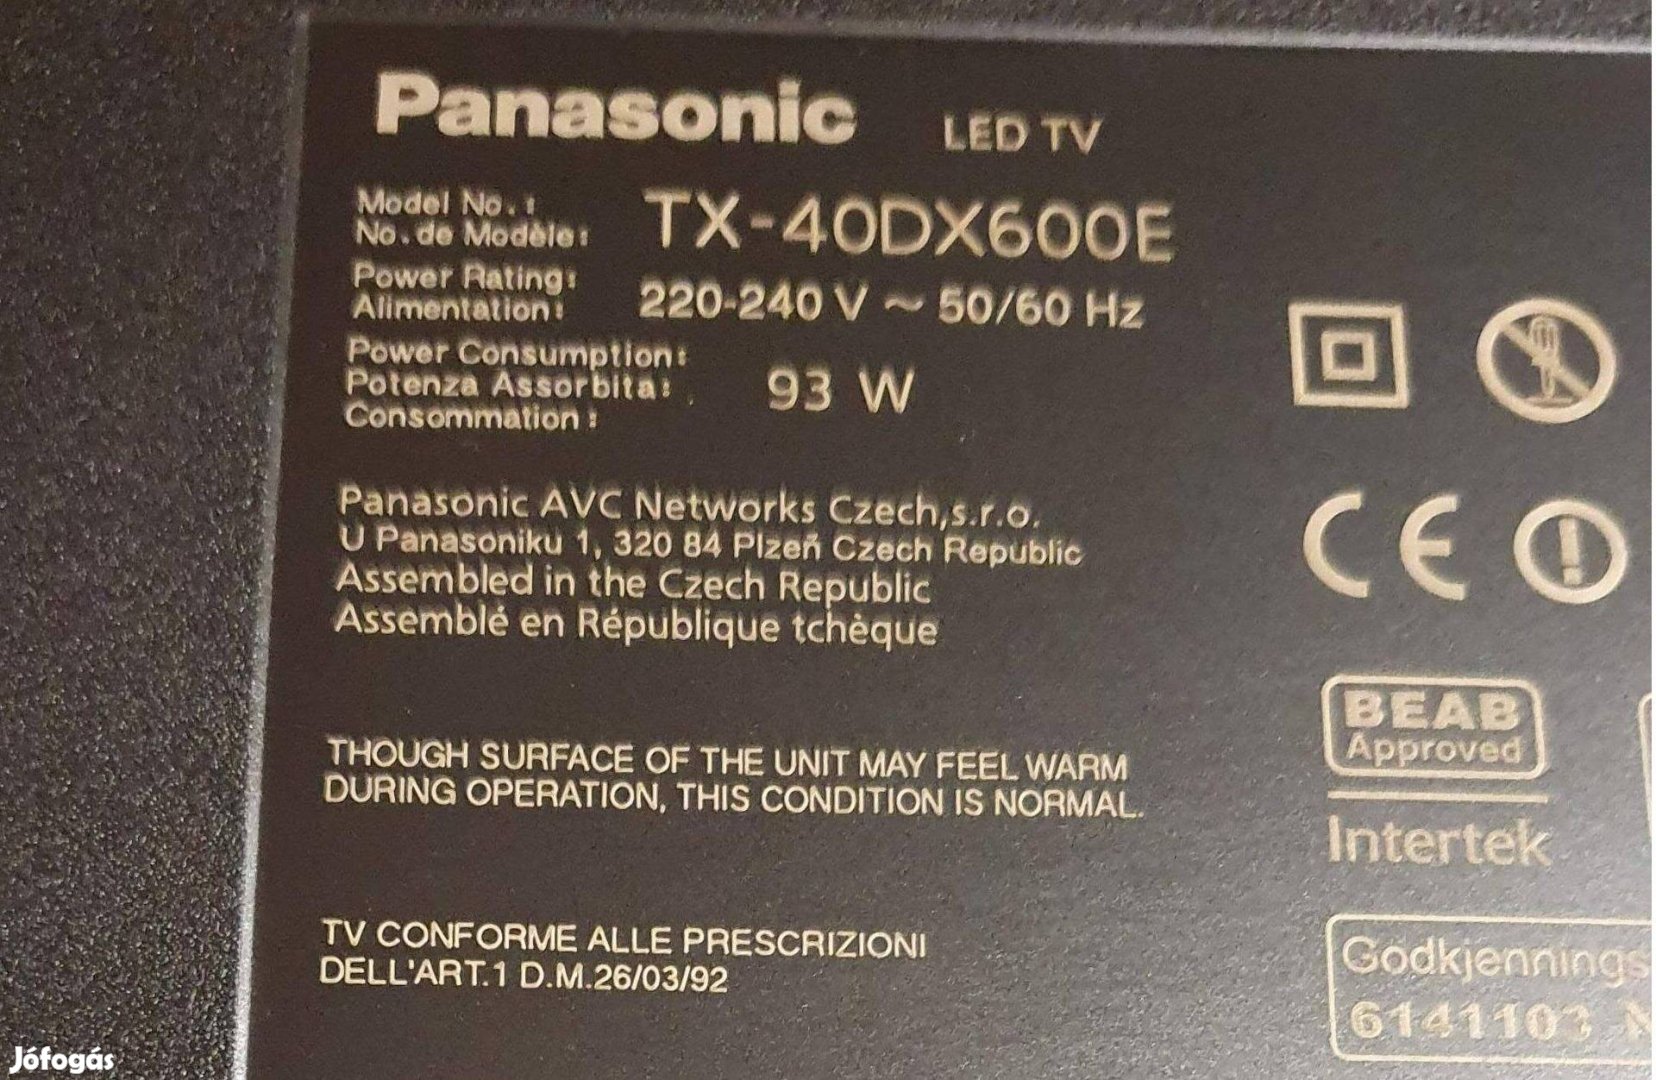 Panasonic LED TV
Model No.:
No. de Modèle: TX-40DX600E
Power Rating:
Alimentation: 220-240 V ~ 50/60 Hz
Power Consumption:
Potenza Assorbita: 93 W
Consommation:
Panasonic AVC Networks Czech,s.r.o.
U Panasoniku 1, 320 84 Plzeň Czech Republic
Assembled in the Czech Republic
Assemblé en République tchèque
CE
BEAB
Approved
Intertek
THOUGH SURFACE OF THE UNIT MAY FEEL WARM
DURING OPERATION, THIS CONDITION IS NORMAL.
TV CONFORME ALLE PRESCRIZIONI
DELL'ART.1 D.M.26/03/92
Godkjennings
6141103 N
Jófogás